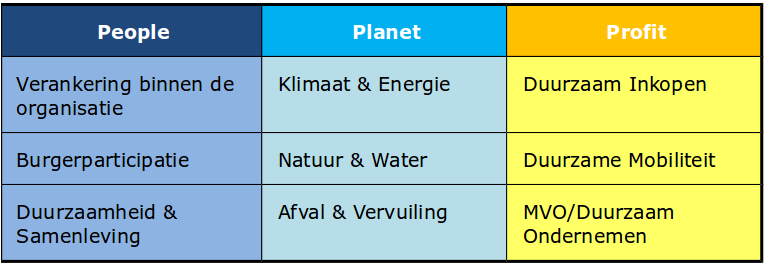 People Planet Profit
Verankering binnen de Klimaat & Energie Duurzaam Inkopen
organisatie
Burgerparticipatie Natuur & Water Duurzame Mobiliteit
Duurzaamheid & Afval & Vervuiling MVO/Duurzaam
Samenleving Ondernemen